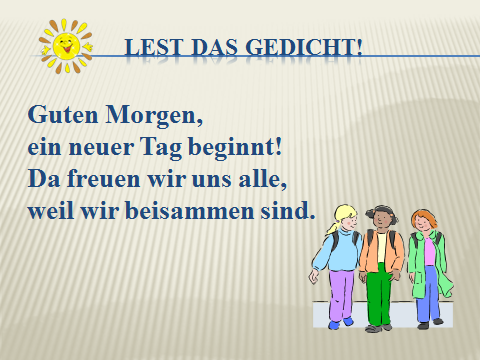 LEST DAS GEDICHT!
Guten Morgen,
ein neuer Tag beginnt!
Da freuen wir uns alle,
weil wir beisammen sind.